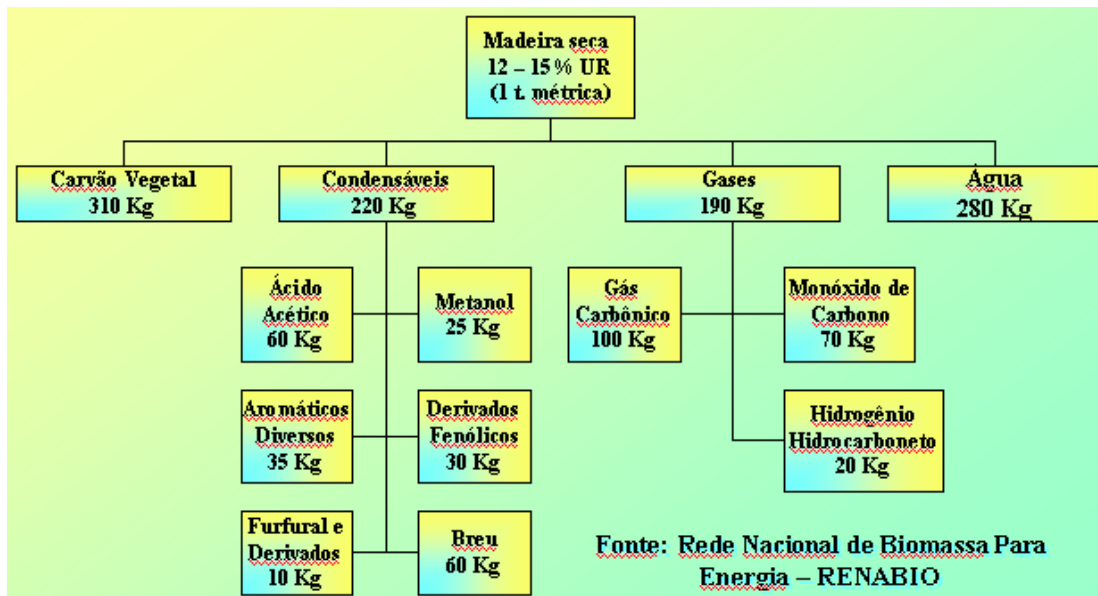 Madeira seca
12 – 15% UR
(1 t. métrica)
Carvão Vegetal
310 Kg
Condensáveis
220 Kg
Gases
190 Kg
Água
280 Kg
Ácido
Acético
60 Kg
Metanol
25 Kg
Gás
Carbônico
100 Kg
Monóxido de
Carbono
70 Kg
Aromáticos
Diversos
35 Kg
Derivados
Fenólicos
30 Kg
Hidrogênio
Hidrocarboneto
20 Kg
Furfural e
Derivados
10 Kg
Breu
60 Kg
Fonte: Rede Nacional de Biomassa Para
Energia – RENABIO